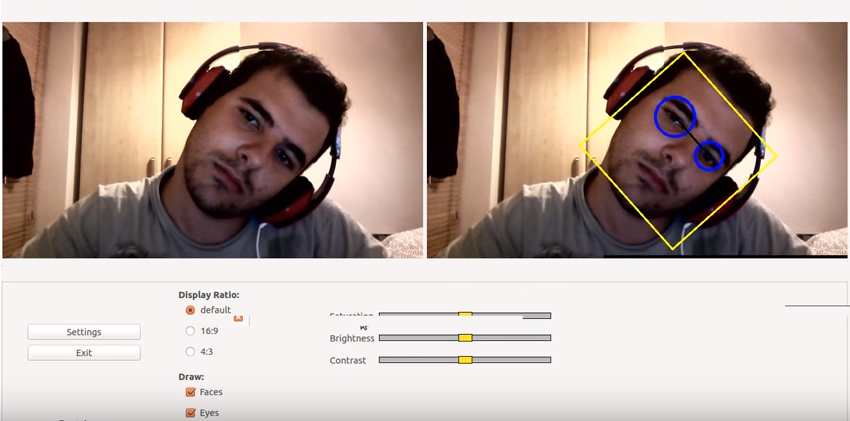 Display Ratio:
default
Settings
16:9
Exit
4:3
Brightness
Contrast
Draw:
Faces
Eyes